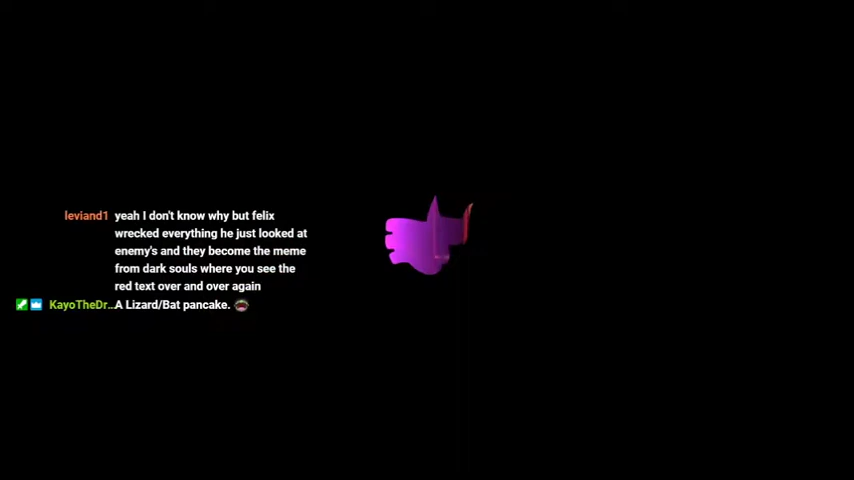 leviand1 yeah I don't know why but felix
wrecked everything he just looked at
enemy's and they become the meme
from dark souls where you see the
red text over and over again
KayoTheDr... A Lizard/Bat pancake.